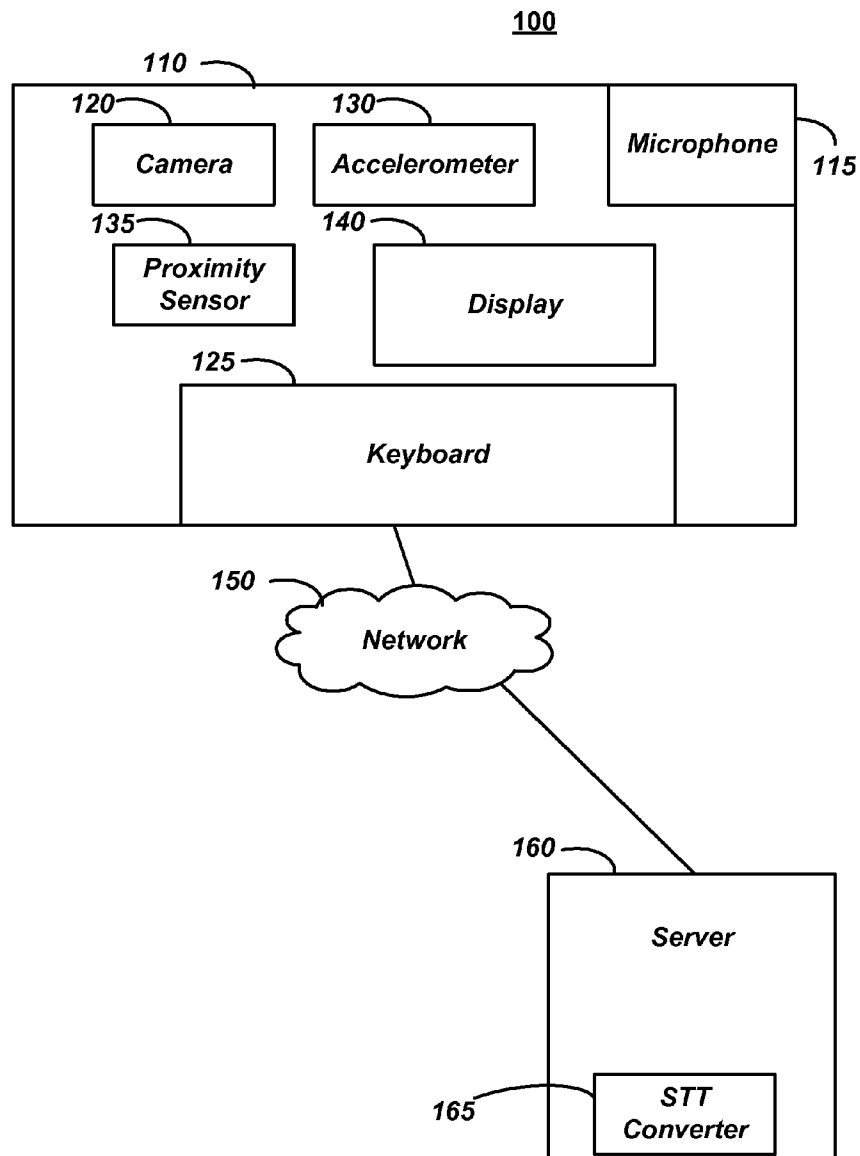 100
110
120
130
Camera
Accelerometer
Microphone
115
135
140
Proximity
Sensor
Display
125
Keyboard
150
Network
160
Server
165
STT
Converter